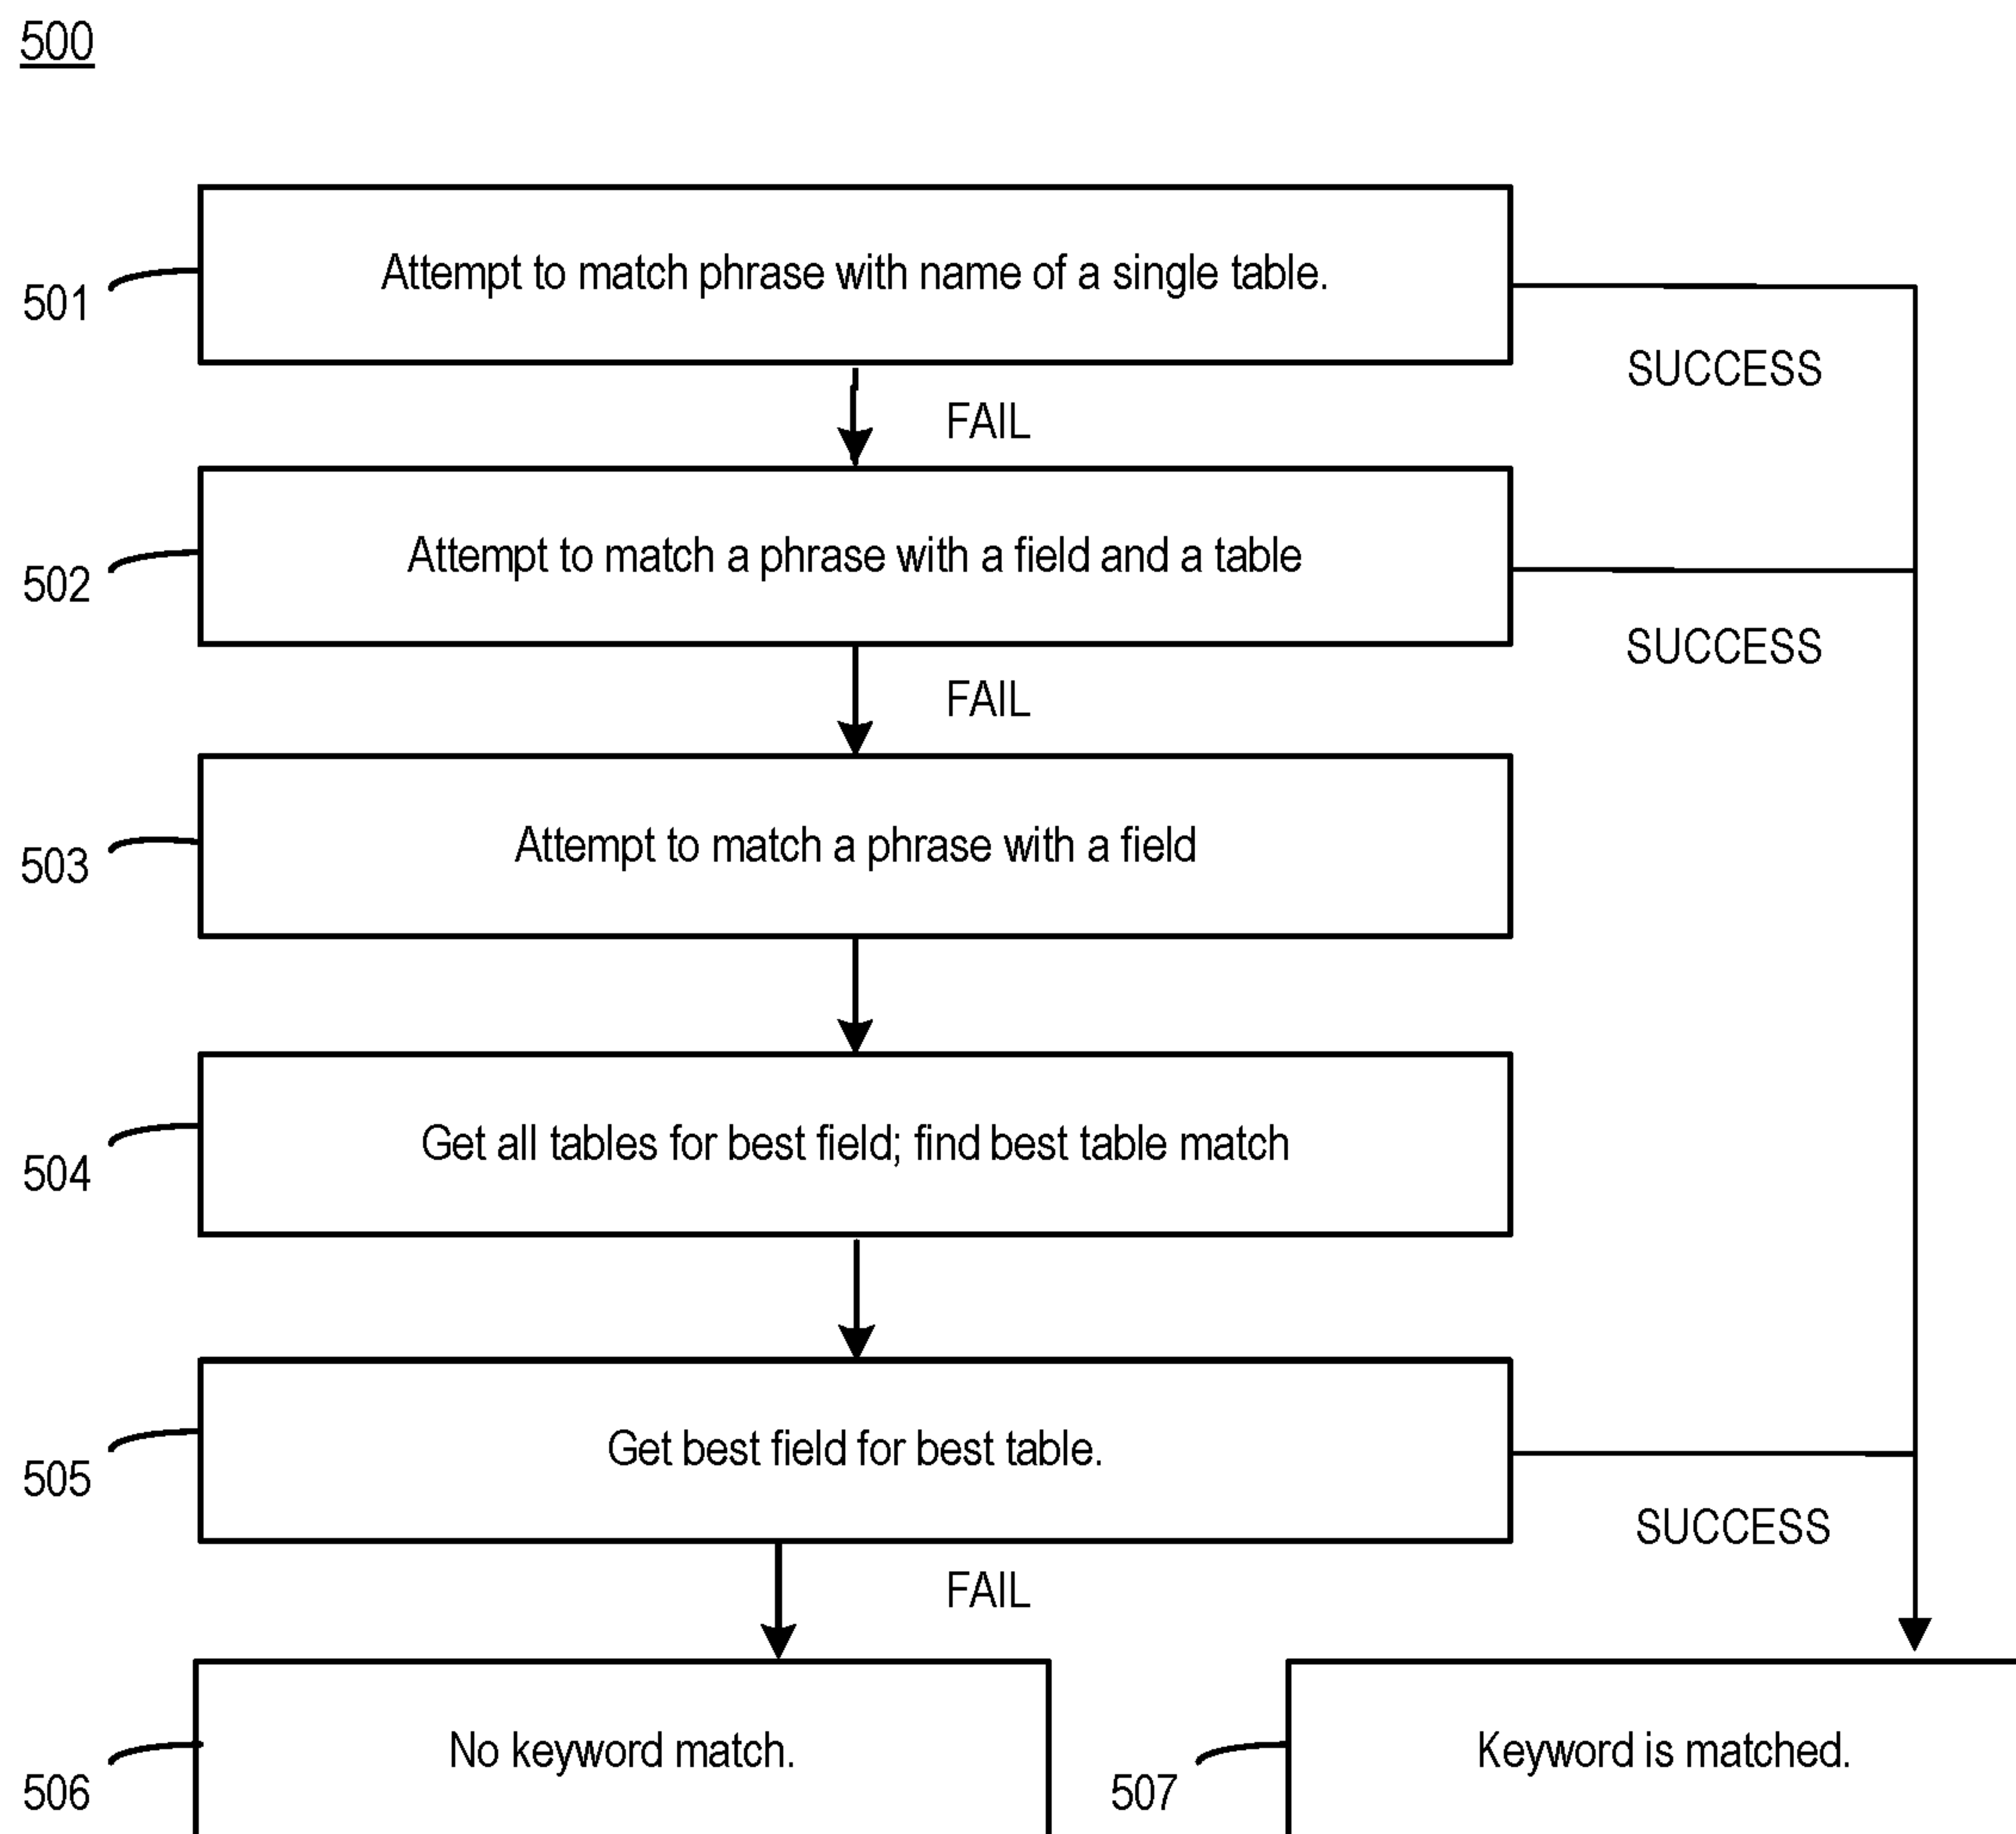 500
Attempt to match phrase with name of a single table.
501
SUCCESS
FAIL
Attempt to match a phrase with a field and a table
502
SUCCESS
FAIL
Attempt to match a phrase with a field
503
Get all tables for best field; find best table match
504
Get best field for best table.
505
SUCCESS
FAIL
No keyword match.
506
Keyword is matched.
507